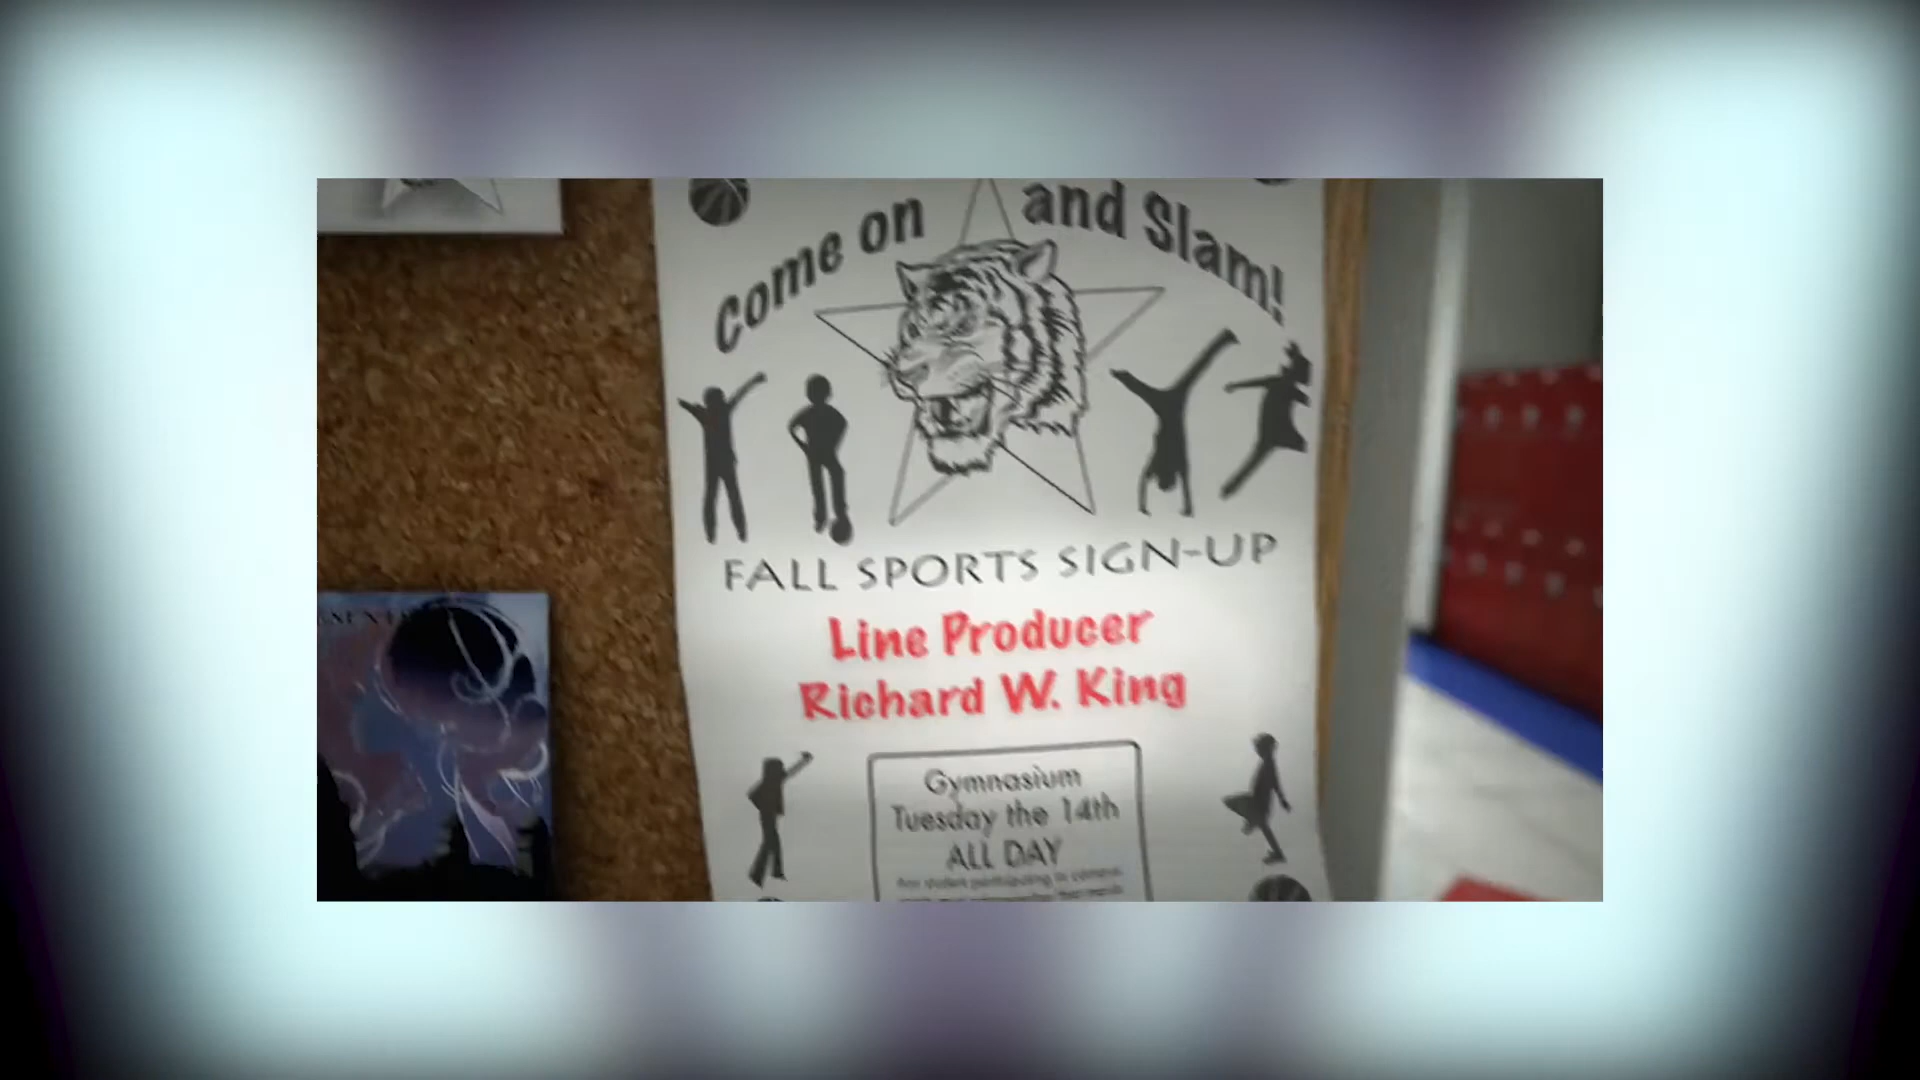 Come on and Slam!
FALL SPORTS SIGN-UP
Line Producer
Richard W. King
Gymnasium
Tuesday the 14th
ALL DAY